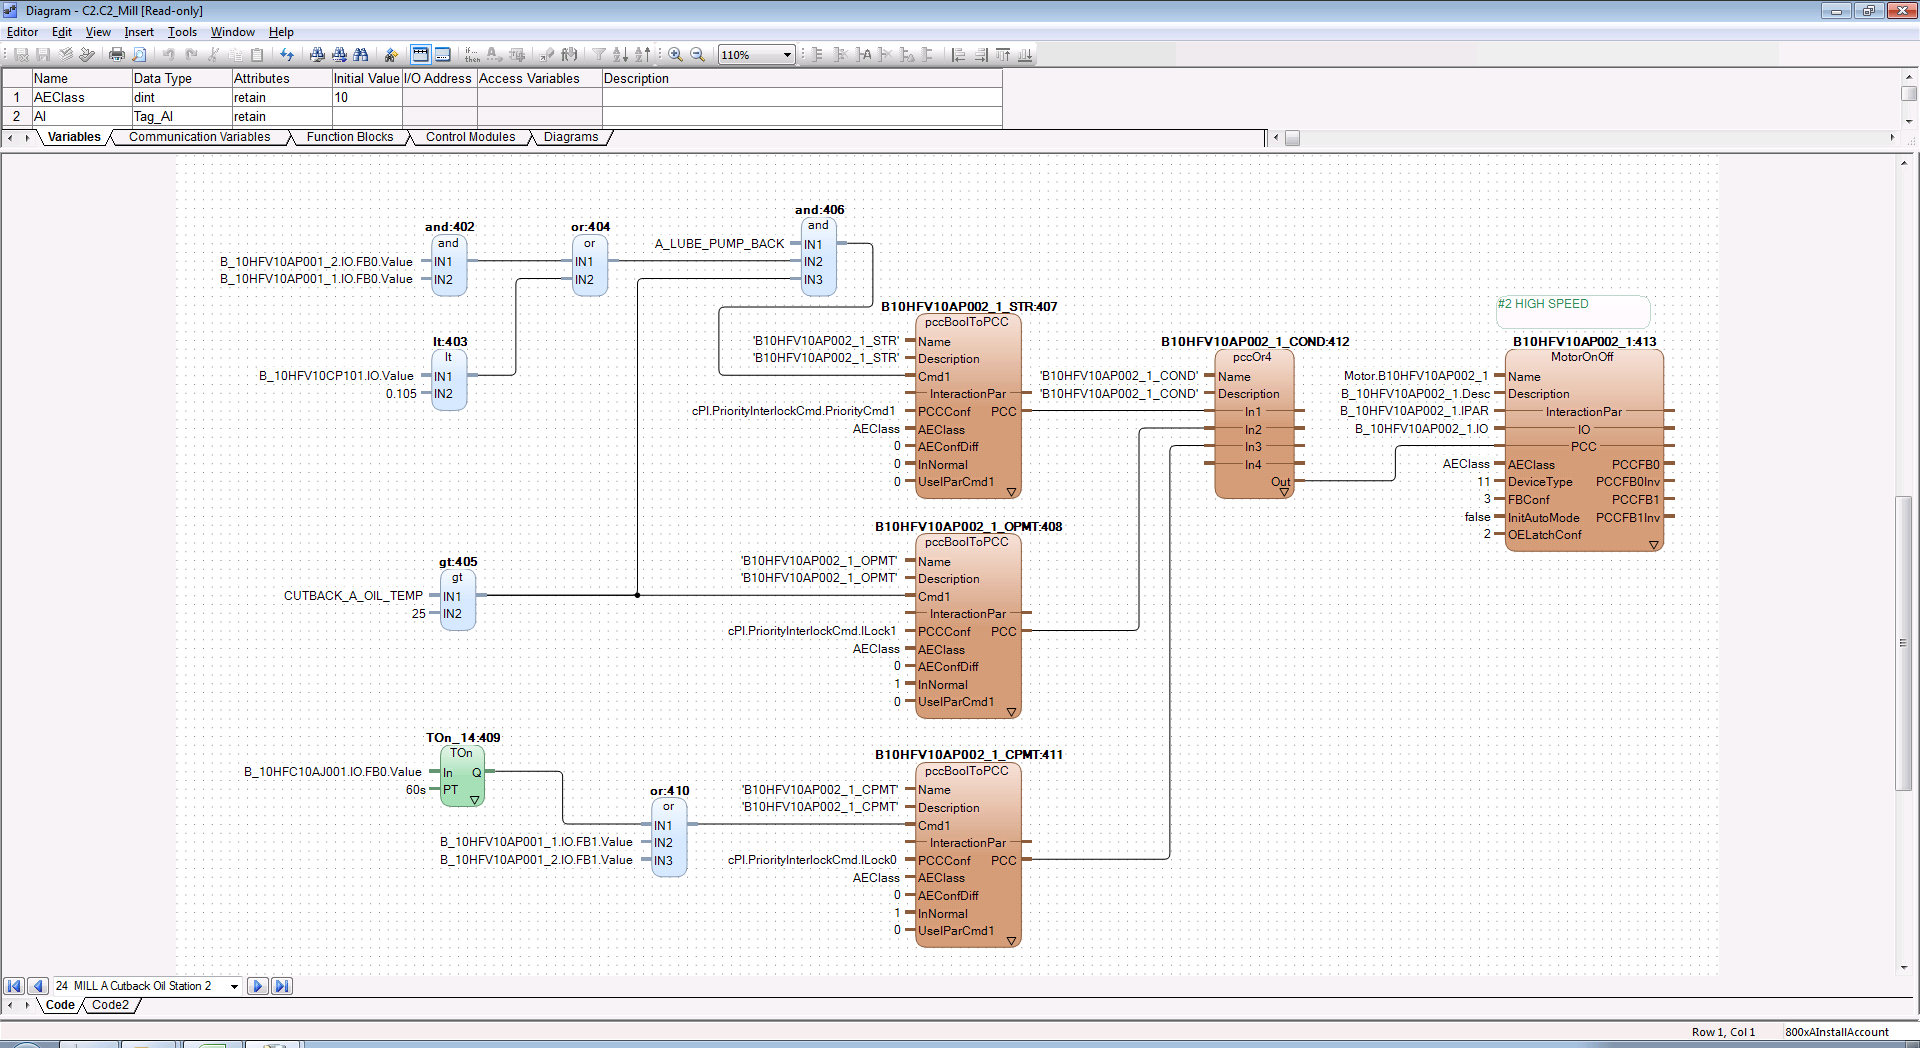 Diagram - C2.C2_Mill [Read-only]
Editor Edit View Insert Tools Window Help
110%
Name Data Type Attributes Initial Value I/O Address Access Variables Description
1 AEClass dint retain 10
2 AI Tag_AI retain
Variables Communication Variables Function Blocks Control Modules Diagrams
and:402
and
B_10HFV10AP001_2.IO.FB0.Value IN1
B_10HFV10AP001_1.IO.FB0.Value IN2
or:404
or
IN1
IN2
and:406
and
A_LUBE_PUMP_BACK IN1
IN2
IN3
lt:403
lt
B_10HFV10CP101.IO.Value IN1
0.105 IN2
B10HFV10AP002_1_STR:407
pccBoolToPCC
'B10HFV10AP002_1_STR' Name
'B10HFV10AP002_1_STR' Description
Cmd1
InteractionPar
cPI.PriorityInterlockCmd.PriorityCmd1 PCCConf PCC
AEClass AEClass
0 AEConfDiff
0 InNormal
0 UseIParCmd1
B10HFV10AP002_1_COND:412
pccOr4
'B10HFV10AP002_1_COND' Name
'B10HFV10AP002_1_COND' Description
In1
In2
In3
In4
Out
#2 HIGH SPEED
B10HFV10AP002_1:413
MotorOnOff
Motor.B10HFV10AP002_1 Name
B_10HFV10AP002_1.Desc Description
B_10HFV10AP002_1.IPAR InteractionPar
B_10HFV10AP002_1.IO IO
PCC
AEClass AEClass PCCFB0
11 DeviceType PCCFB0Inv
3 FBConf PCCFB1
false InitAutoMode PCCFB1Inv
2 OELatchConf
gt:405
gt
CUTBACK_A_OIL_TEMP IN1
25 IN2
B10HFV10AP002_1_OPMT:408
pccBoolToPCC
'B10HFV10AP002_1_OPMT' Name
'B10HFV10AP002_1_OPMT' Description
Cmd1
InteractionPar
cPI.PriorityInterlockCmd.ILock1 PCCConf PCC
AEClass AEClass
0 AEConfDiff
1 InNormal
0 UseIParCmd1
TOn_14:409
TOn
B_10HFC10AJ001.IO.FB0.Value In Q
60s PT
or:410
or
IN1
B_10HFV10AP001_1.IO.FB1.Value IN2
B_10HFV10AP001_2.IO.FB1.Value IN3
B10HFV10AP002_1_CPMT:411
pccBoolToPCC
'B10HFV10AP002_1_CPMT' Name
'B10HFV10AP002_1_CPMT' Description
Cmd1
InteractionPar
cPI.PriorityInterlockCmd.ILock0 PCCConf PCC
AEClass AEClass
0 AEConfDiff
1 InNormal
0 UseIParCmd1
24 MILL A Cutback Oil Station 2
Code Code2
Row 1, Col 1 800xAInstallAccount